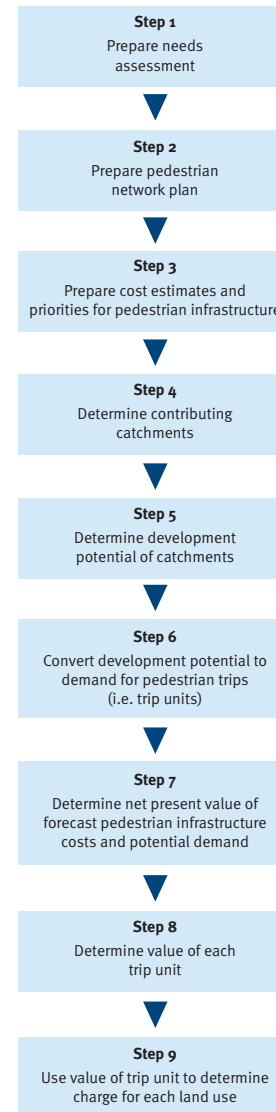 Step 1
Prepare needs
assessment
Step 2
Prepare pedestrian
network plan
Step 3
Prepare cost estimates and
priorities for pedestrian infrastructure
Step 4
Determine contributing
catchments
Step 5
Determine development
potential of catchments
Step 6
Convert development potential to
demand for pedestrian trips
(i.e. trip units)
Step 7
Determine net present value of
forecast pedestrian infrastructure
costs and potential demand
Step 8
Determine value of each
trip unit
Step 9
Use value of trip unit to determine
charge for each land use